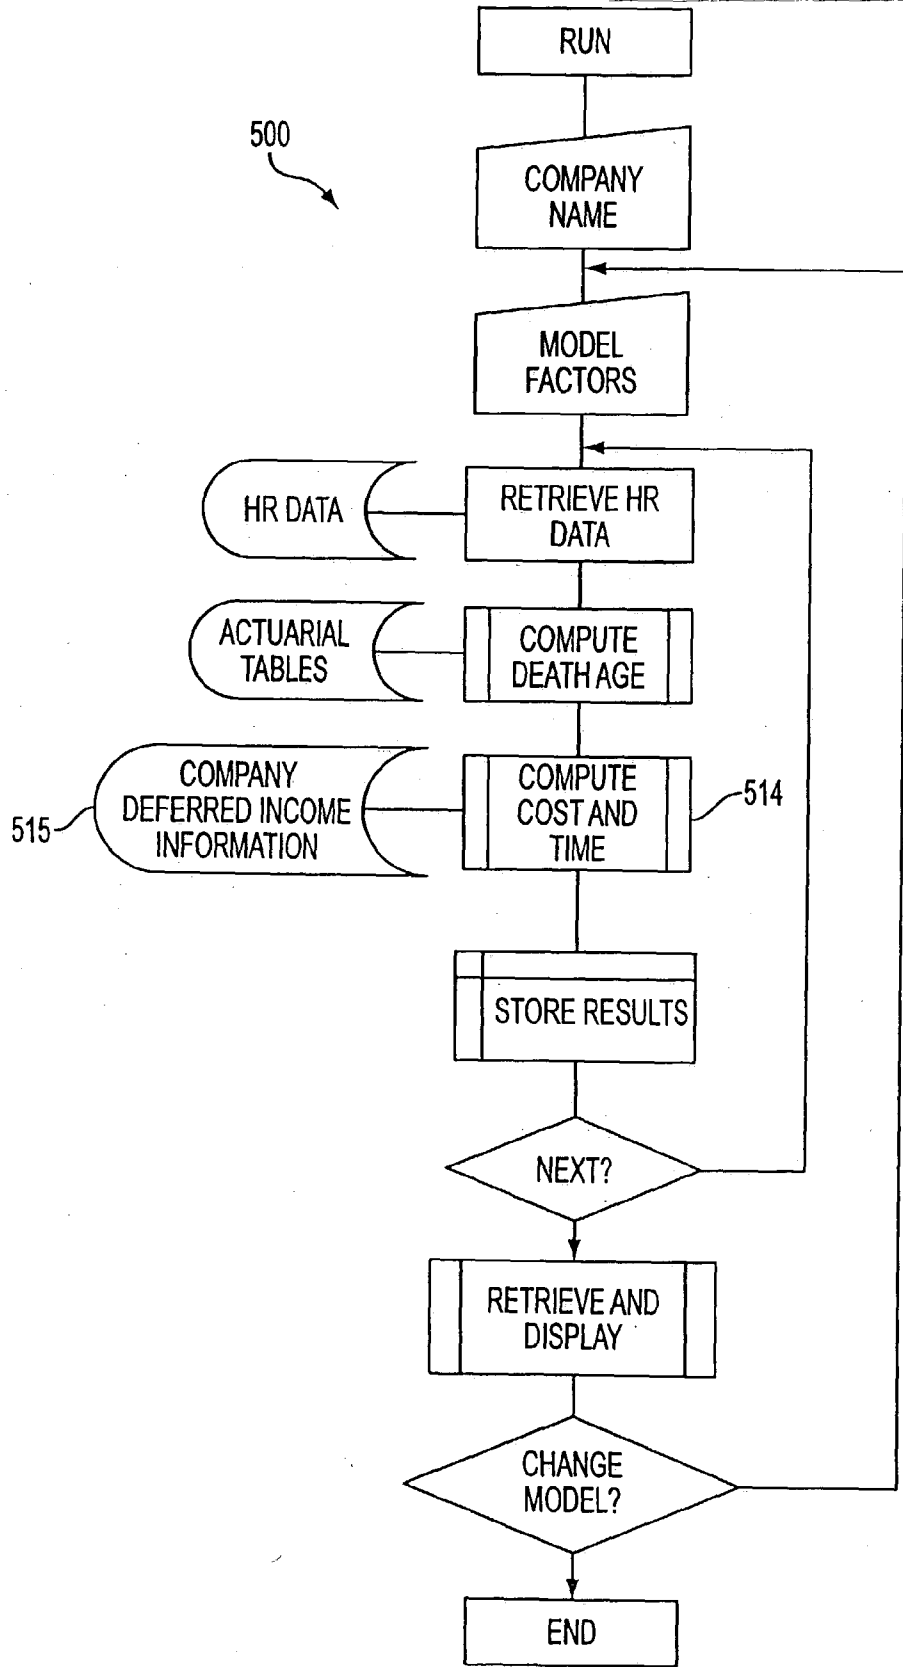 RUN
500
COMPANY
NAME
MODEL
FACTORS
HR DATA
RETRIEVE HR
DATA
ACTUARIAL
TABLES
COMPUTE
DEATH AGE
COMPANY
DEFERRED INCOME
INFORMATION
515
COMPUTE
COST AND
TIME
514
STORE RESULTS
NEXT?
RETRIEVE AND
DISPLAY
CHANGE
MODEL?
END